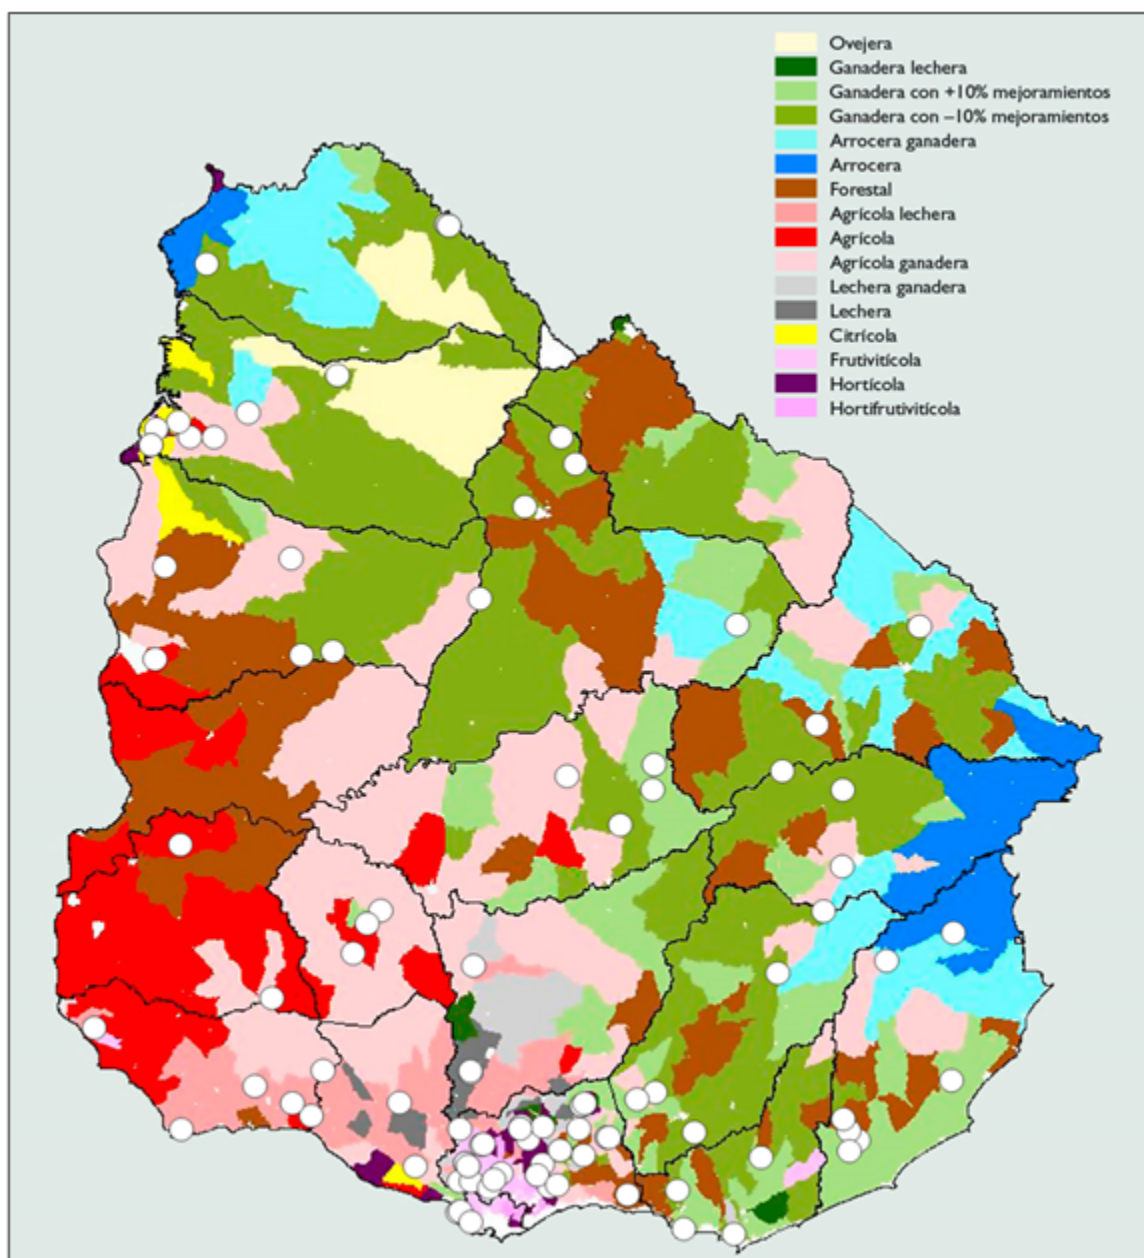 Ovejera
Ganadera lechera
Ganadera con +10% mejoramientos
Ganadera con –10% mejoramientos
Arrocera ganadera
Arrocera
Forestal
Agrícola lechera
Agrícola
Agrícola ganadera
Lechera ganadera
Lechera
Citrícola
Frutivitícola
Hortícola
Hortifrutivitícola